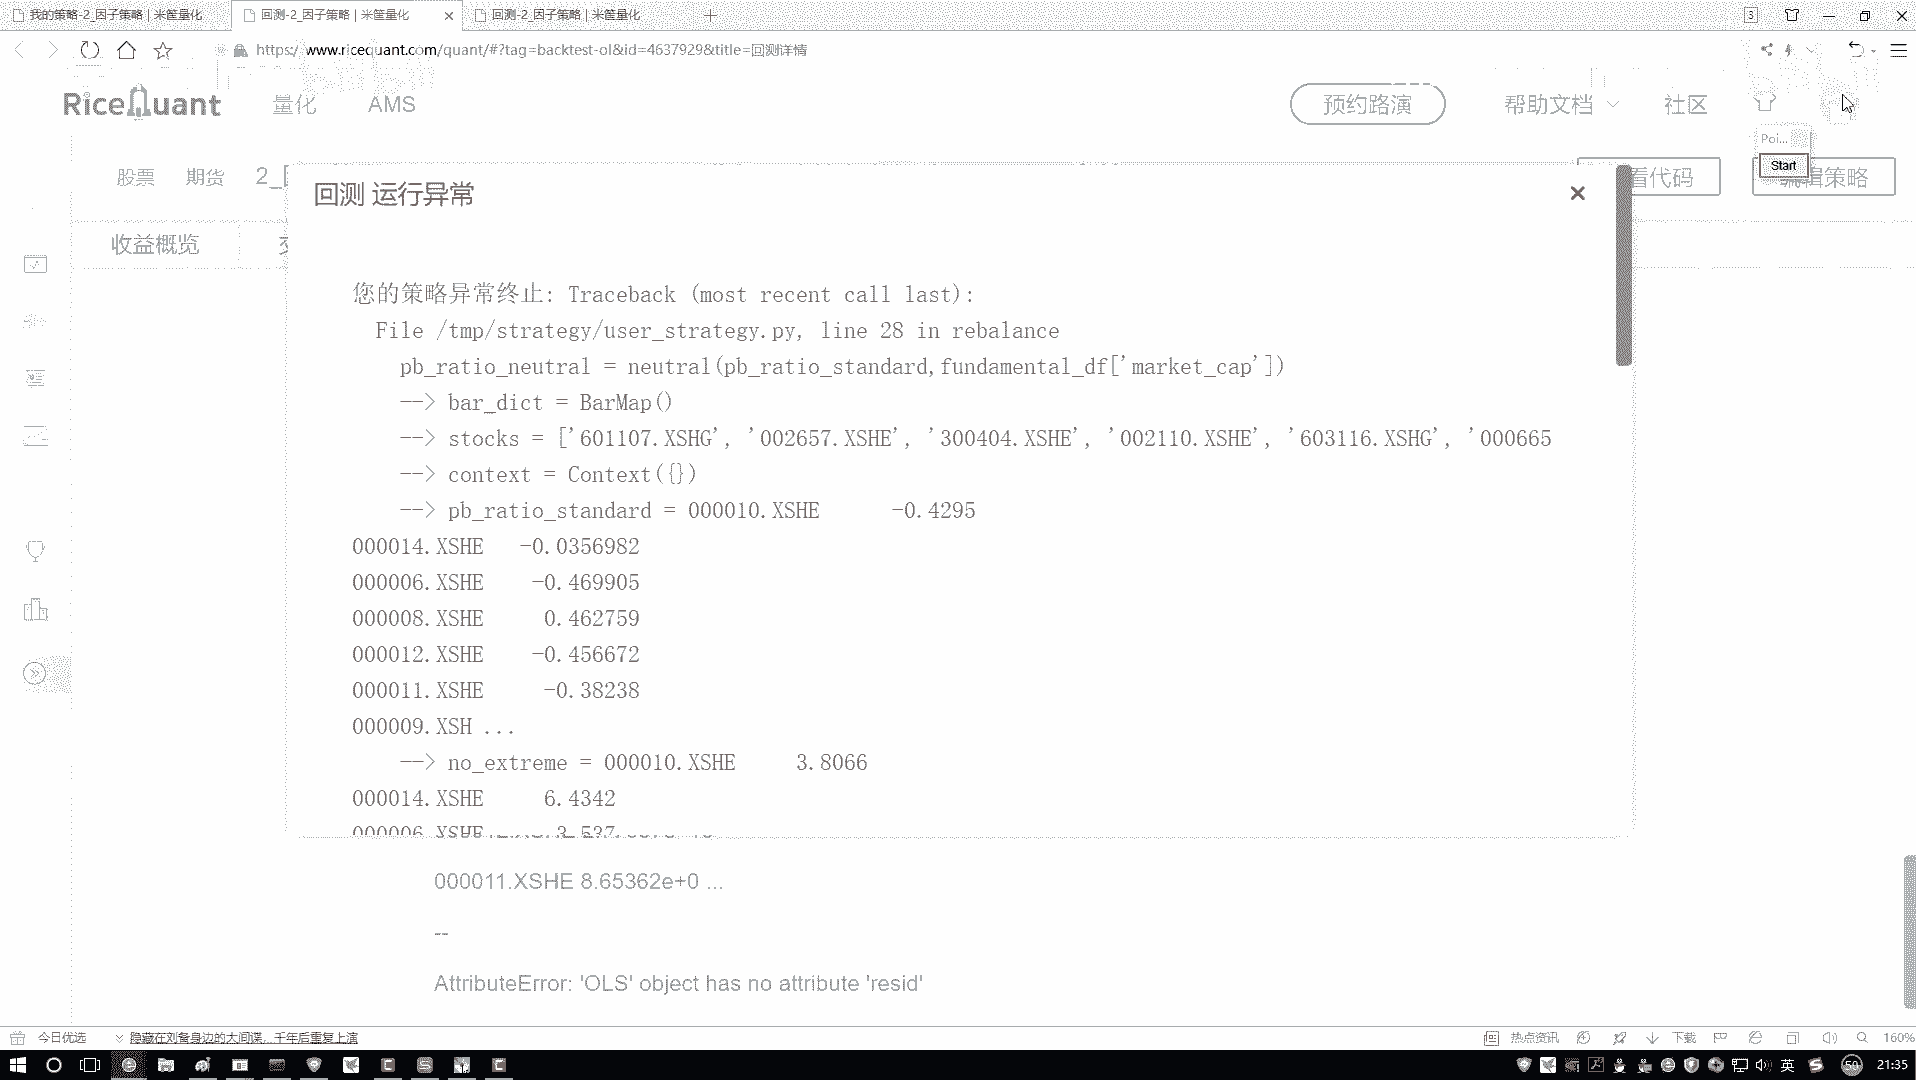 我的策略-2_因子策略 | 米筐量化
回测-2_因子策略 | 米筐量化
回测-2_因子策略 | 米筐量化
3
https://www.ricequant.com/quant/#?tag=backtest-ol&id=4637929&title=回测详情
RiceQuant
量化
AMS
预约路演
帮助文档
社区
Poi...
Start
股票
期货
2_
看代码
编辑策略
收益概览
回测 运行异常
您的策略异常终止: Traceback (most recent call last):
File /tmp/strategy/user_strategy.py, line 28 in rebalance
pb_ratio_neutral = neutral(pb_ratio_standard,fundamental_df['market_cap'])
--> bar_dict = BarMap()
--> stocks = ['601107.XSHG', '002657.XSHE', '300404.XSHE', '002110.XSHE', '603116.XSHG', '000665
--> context = Context({})
--> pb_ratio_standard = 000010.XSHE -0.4295
000014.XSHE -0.0356982
000006.XSHE -0.469905
000008.XSHE 0.462759
000012.XSHE -0.456672
000011.XSHE -0.38238
000009.XSH ...
--> no_extreme = 000010.XSHE 3.8066
000014.XSHE 6.4342
000006.XSHE 3.537
000011.XSHE 8.65362e+0 ...
--
AttributeError: 'OLS' object has no attribute 'resid'
今日优选
隐藏在刘备身边的大间谍，千年后重复上演
热点资讯
下载
160%
英
50
21:35